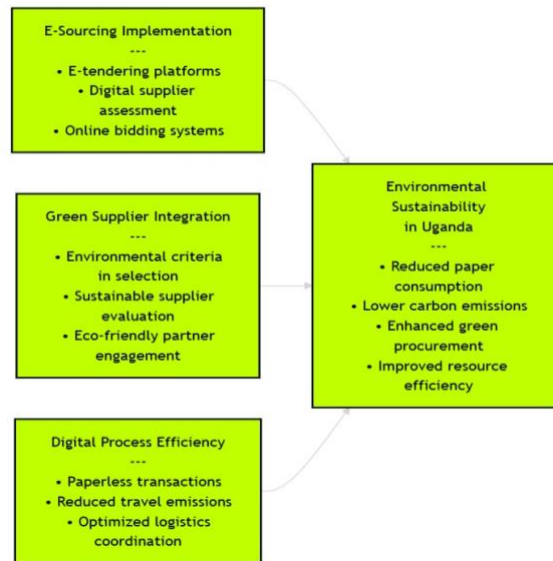 E-Sourcing Implementation
---
• E-tendering platforms
• Digital supplier
assessment
• Online bidding systems
Green Supplier Integration
---
• Environmental criteria
in selection
• Sustainable supplier
evaluation
• Eco-friendly partner
engagement
Digital Process Efficiency
---
• Paperless transactions
• Reduced travel emissions
• Optimized logistics
coordination
Environmental
Sustainability
in Uganda
---
• Reduced paper
consumption
• Lower carbon emissions
• Enhanced green
procurement
• Improved resource
efficiency